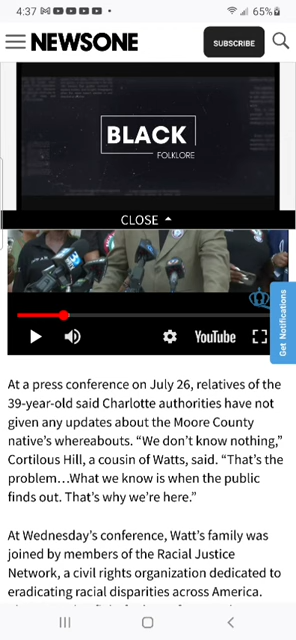 4:37
65%
NEWSONE
SUBSCRIBE
BLACK
FOLKLORE
CLOSE
YouTube
Get Notifications
At a press conference on July 26, relatives of the
39-year-old said Charlotte authorities have not
given any updates about the Moore County
native's whereabouts. “We don't know nothing,”
Cortilous Hill, a cousin of Watts, said. “That's the
problem…What we know is when the public
finds out. That's why we're here.”
At Wednesday's conference, Watt's family was
joined by members of the Racial Justice
Network, a civil rights organization dedicated to
eradicating racial disparities across America.